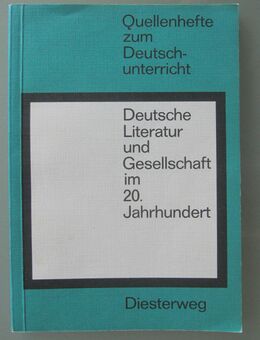 Quellenhefte
zum
Deutsch-
unterricht
Deutsche
Literatur
und
Gesellschaft
im
20.
Jahrhundert
Diesterweg